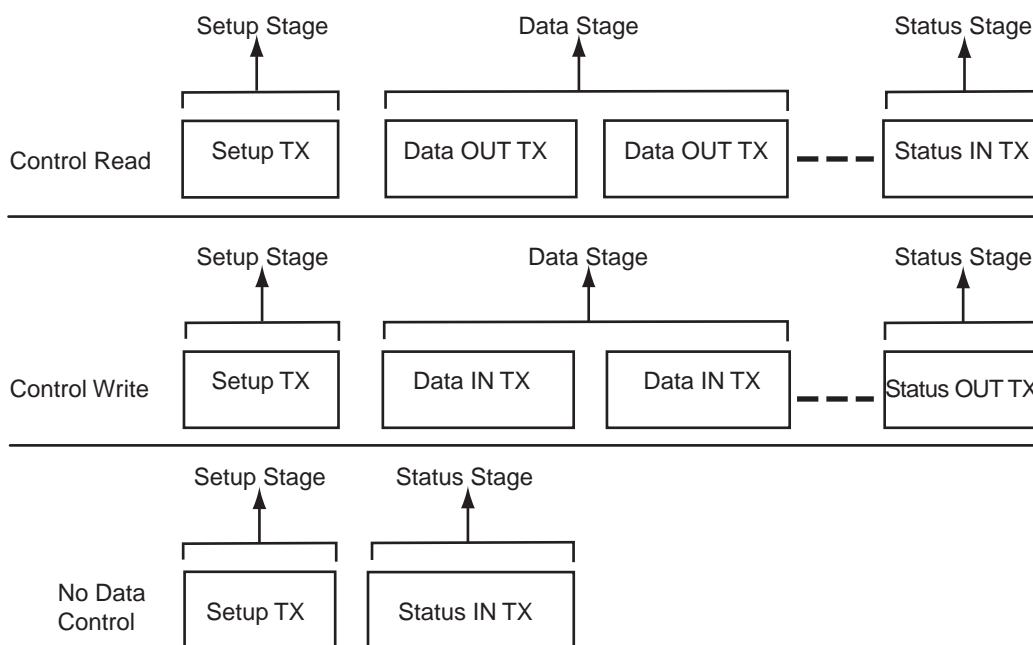 Setup Stage Data Stage Status Stage
Control Read Setup TX Data OUT TX Data OUT TX Status IN TX
Setup Stage Data Stage Status Stage
Control Write Setup TX Data IN TX Data IN TX Status OUT TX
Setup Stage Status Stage
No Data
Control Setup TX Status IN TX